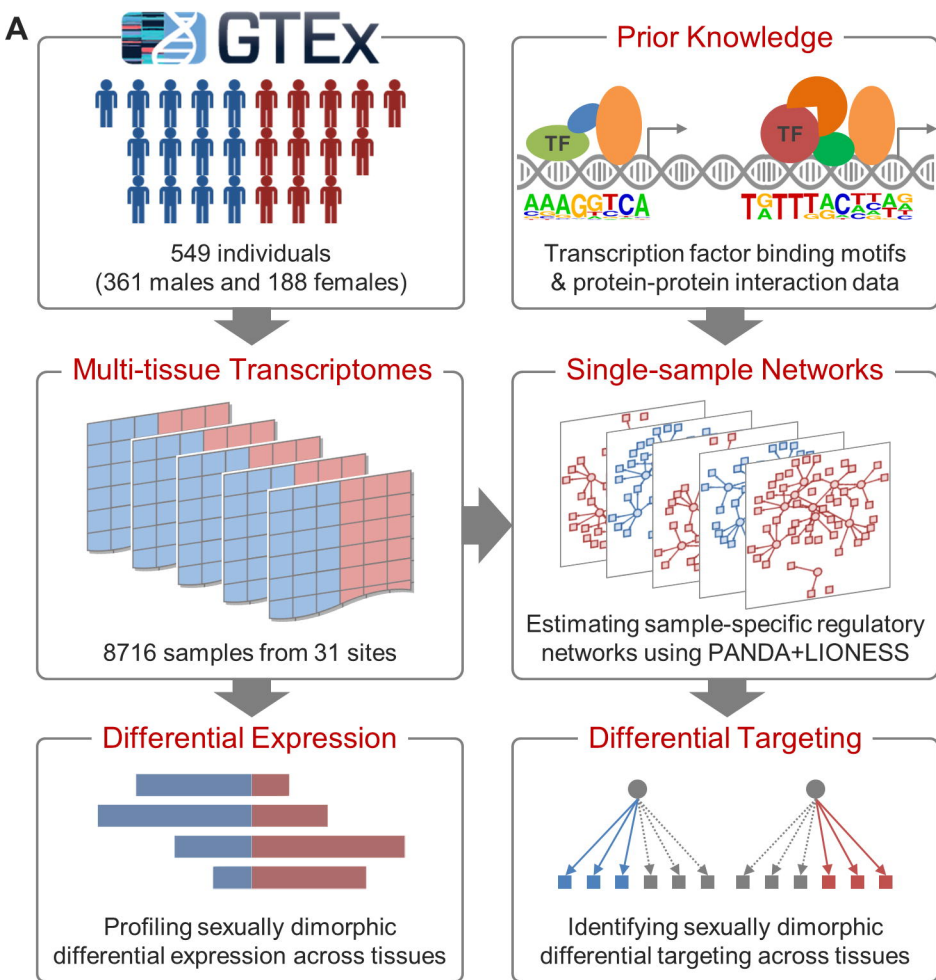 A
GTEx
549 individuals
(361 males and 188 females)
Prior Knowledge
TF
TF
AAAGGTCA
TGTTTACTTAG
Transcription factor binding motifs
& protein-protein interaction data
Multi-tissue Transcriptomes
8716 samples from 31 sites
Single-sample Networks
Estimating sample-specific regulatory
networks using PANDA+LIONESS
Differential Expression
Profiling sexually dimorphic
differential expression across tissues
Differential Targeting
Identifying sexually dimorphic
differential targeting across tissues